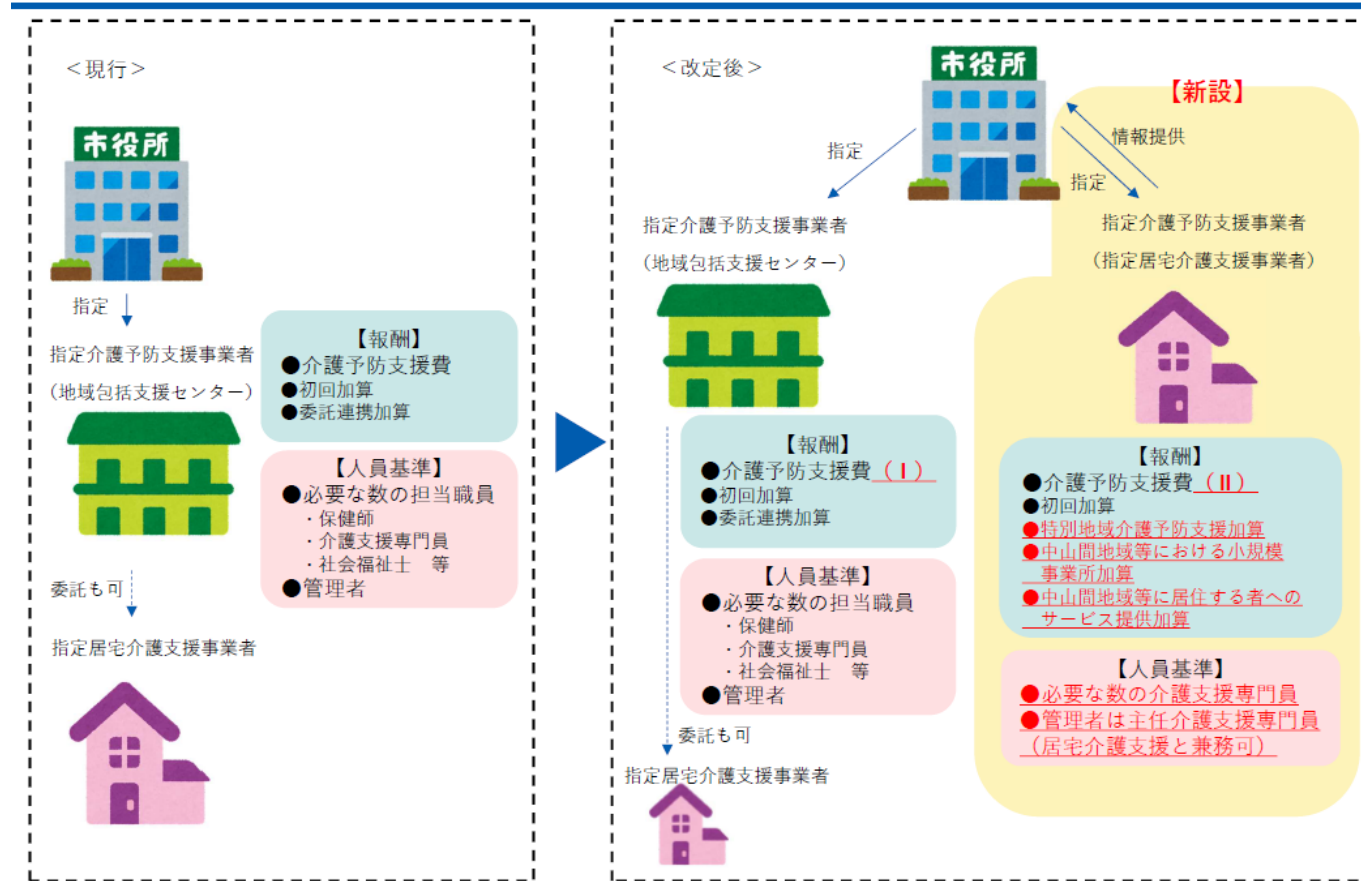 ＜現行＞
市役所
指定
指定介護予防支援事業者
（地域包括支援センター）
【報酬】
●介護予防支援費
●初回加算
●委託連携加算
【人員基準】
●必要な数の担当職員
・保健師
・介護支援専門員
・社会福祉士　等
●管理者
委託も可
指定居宅介護支援事業者
＜改定後＞
市役所
指定
指定介護予防支援事業者
（地域包括支援センター）
【報酬】
●介護予防支援費（Ⅰ）
●初回加算
●委託連携加算
【人員基準】
●必要な数の担当職員
・保健師
・介護支援専門員
・社会福祉士　等
●管理者
委託も可
指定居宅介護支援事業者
【新設】
情報提供
指定
指定介護予防支援事業者
（指定居宅介護支援事業者）
【報酬】
●介護予防支援費（Ⅱ）
●初回加算
●特別地域介護予防支援加算
●中山間地域等における小規模
事業所加算
●中山間地域等に居住する者への
サービス提供加算
【人員基準】
●必要な数の介護支援専門員
●管理者は主任介護支援専門員
（居宅介護支援と兼務可）